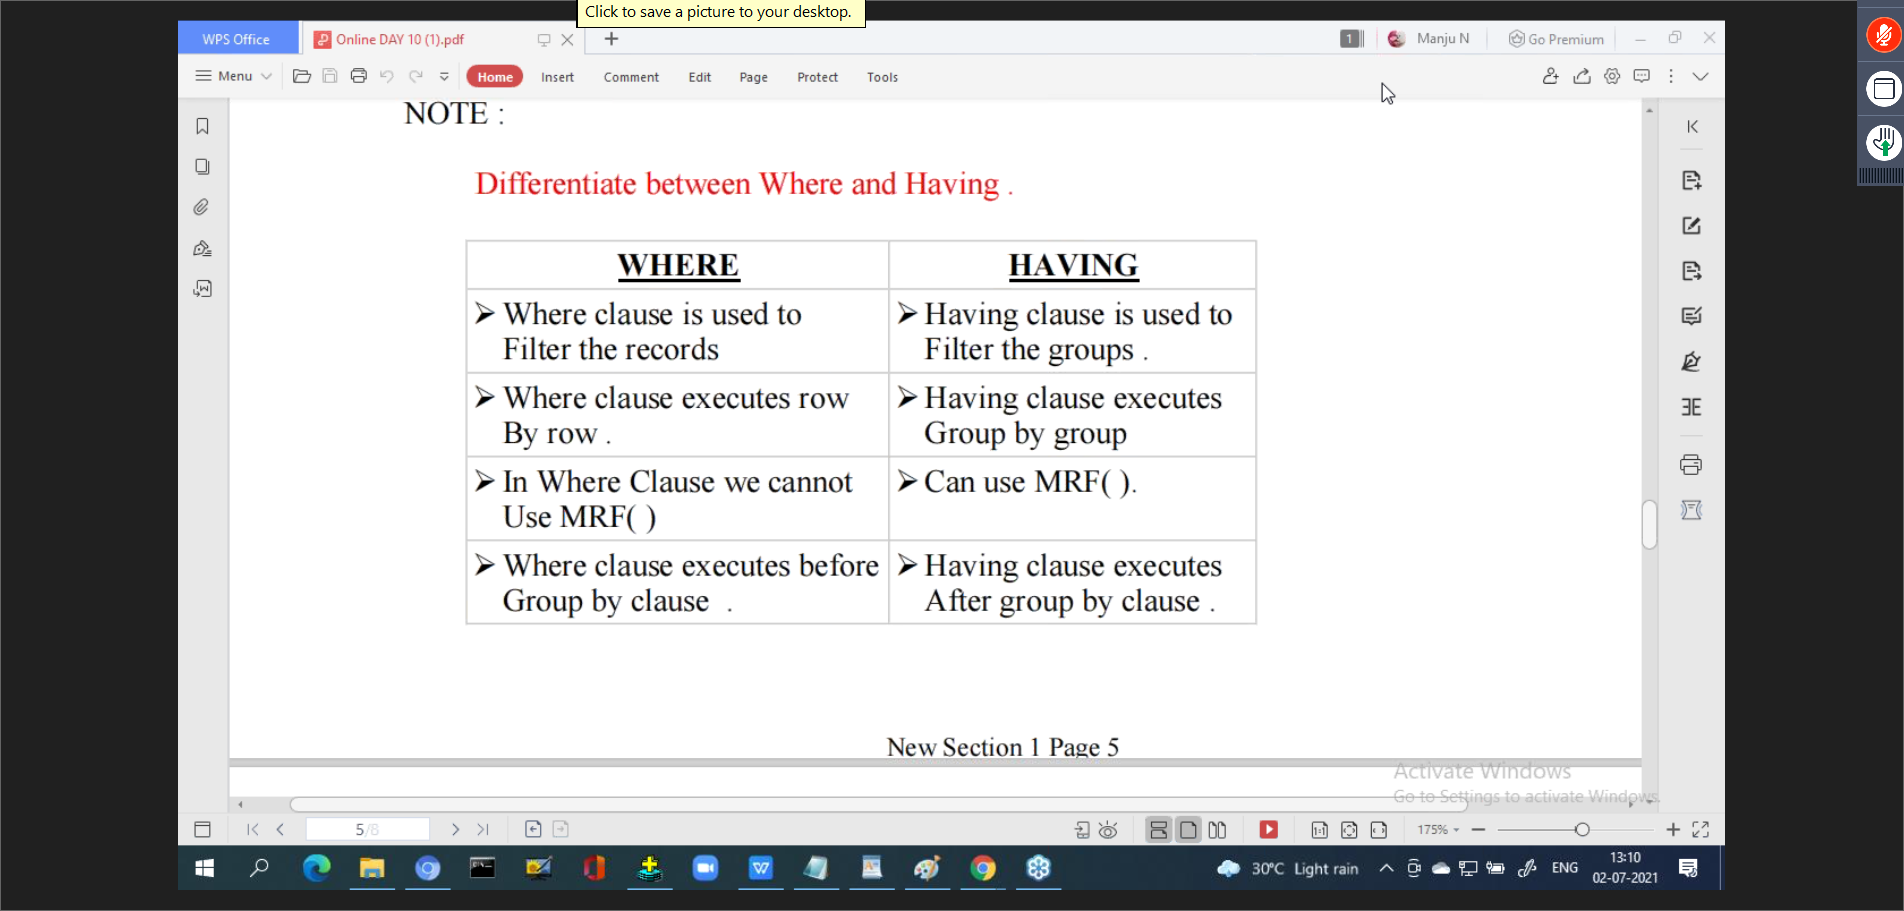 Click to save a picture to your desktop.
WPS Office
Online DAY 10 (1).pdf
1
Manju N
Go Premium
Menu
Home
Insert
Comment
Edit
Page
Protect
Tools
NOTE :
Differentiate between Where and Having .
WHERE
HAVING
➢ Where clause is used to
Filter the records
➢ Having clause is used to
Filter the groups .
➢ Where clause executes row
By row .
➢ Having clause executes
Group by group
➢ In Where Clause we cannot
Use MRF( )
➢ Can use MRF( ).
➢ Where clause executes before
Group by clause .
➢ Having clause executes
After group by clause .
New Section 1 Page 5
Activate Windows
Go to Settings to activate Windows.
5/8
175%
30°C Light rain
ENG
13:10
02-07-2021